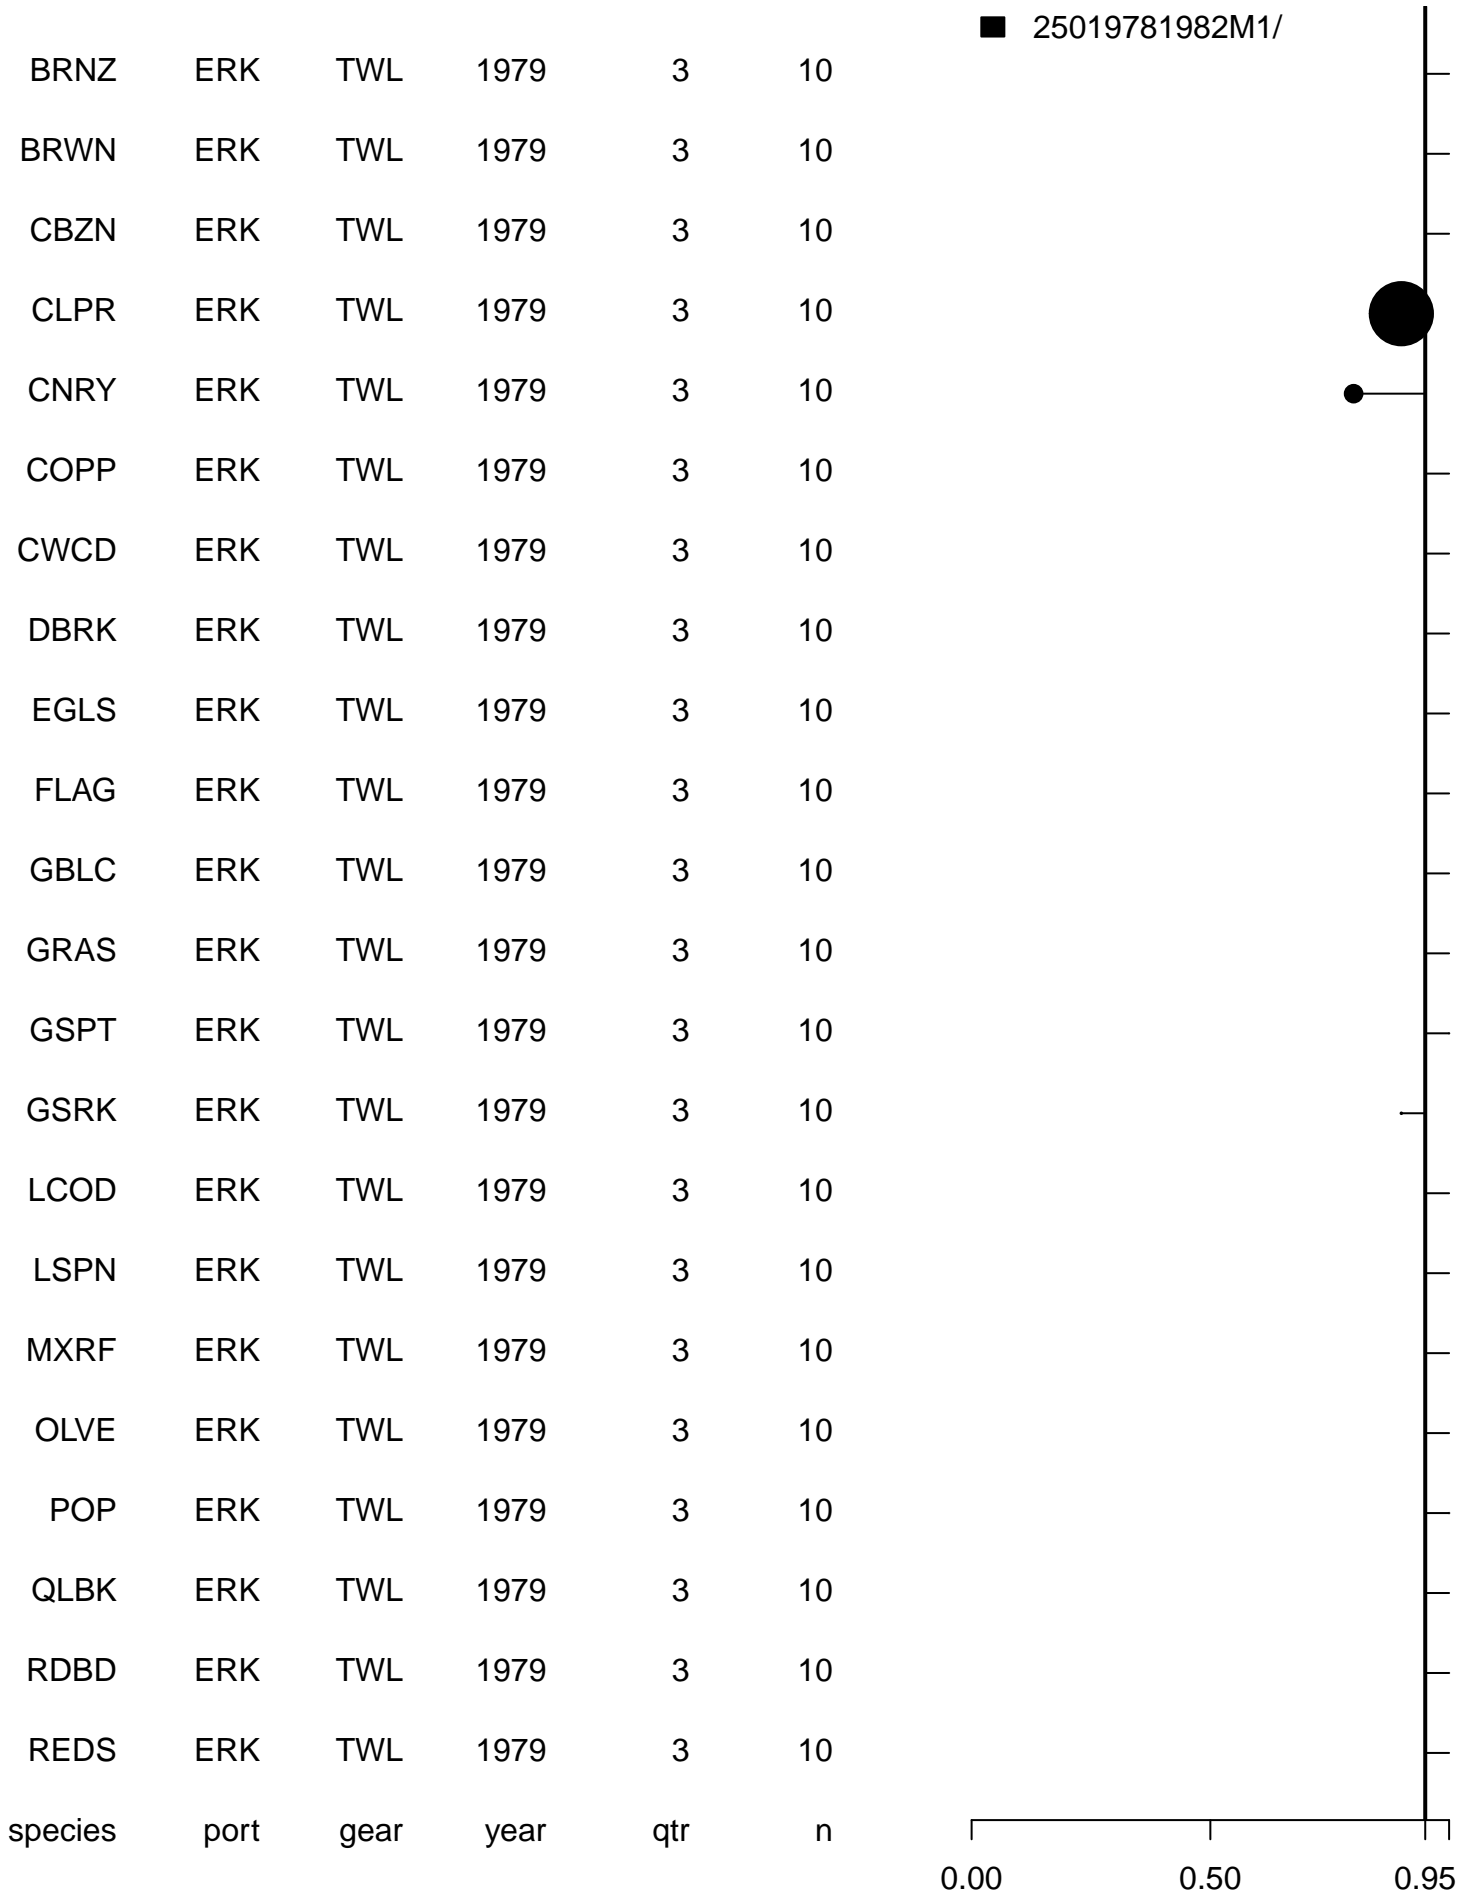 25019781982M1/
BRNZ ERK TWL 1979 3 10
BRWN ERK TWL 1979 3 10
CBZN ERK TWL 1979 3 10
CLPR ERK TWL 1979 3 10
CNRY ERK TWL 1979 3 10
COPP ERK TWL 1979 3 10
CWCD ERK TWL 1979 3 10
DBRK ERK TWL 1979 3 10
EGLS ERK TWL 1979 3 10
FLAG ERK TWL 1979 3 10
GBLC ERK TWL 1979 3 10
GRAS ERK TWL 1979 3 10
GSPT ERK TWL 1979 3 10
GSRK ERK TWL 1979 3 10
LCOD ERK TWL 1979 3 10
LSPN ERK TWL 1979 3 10
MXRF ERK TWL 1979 3 10
OLVE ERK TWL 1979 3 10
POP ERK TWL 1979 3 10
QLBK ERK TWL 1979 3 10
RDBD ERK TWL 1979 3 10
REDS ERK TWL 1979 3 10
species port gear year qtr n
0.00 0.50 0.95